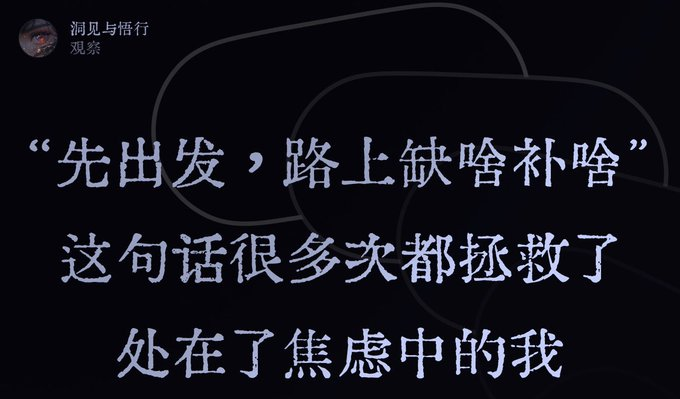 洞见与悟行
观察
“先出发，路上缺啥补啥”
这句话很多次都拯救了
处在了焦虑中的我